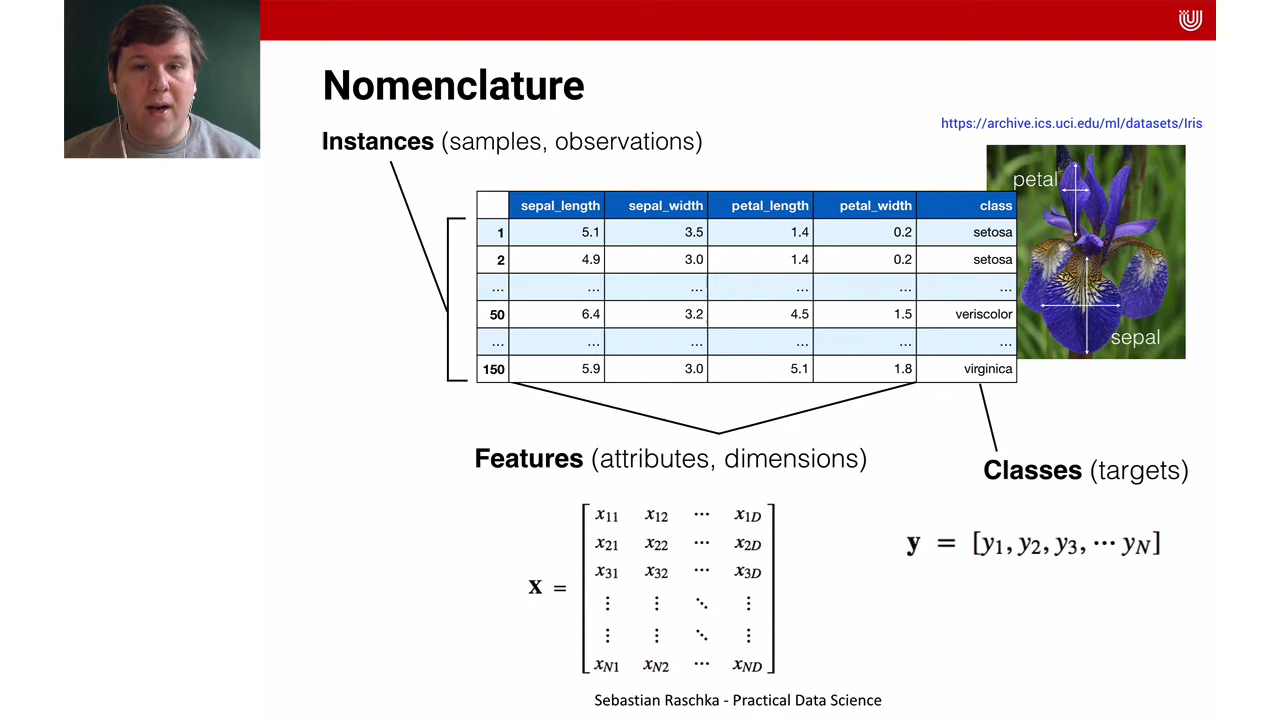 Nomenclature
Instances (samples, observations)
https://archive.ics.uci.edu/ml/datasets/Iris
petal
sepal_length sepal_width petal_length petal_width class
1 5.1 3.5 1.4 0.2 setosa
2 4.9 3.0 1.4 0.2 setosa
... ... ... ... ... ...
50 6.4 3.2 4.5 1.5 veriscolor
... ... ... ... ... ...
150 5.9 3.0 5.1 1.8 virginica
sepal
Features (attributes, dimensions)
Classes (targets)
x11 x12 ⋯ x1D
x21 x22 ⋯ x2D
x31 x32 ⋯ x3D
⋮ ⋮ ⋱ ⋮
X =
⋮ ⋮ ⋱ ⋮
xN1 xN2 ⋯ xND
y = [y1, y2, y3, ⋯ yN]
Sebastian Raschka - Practical Data Science